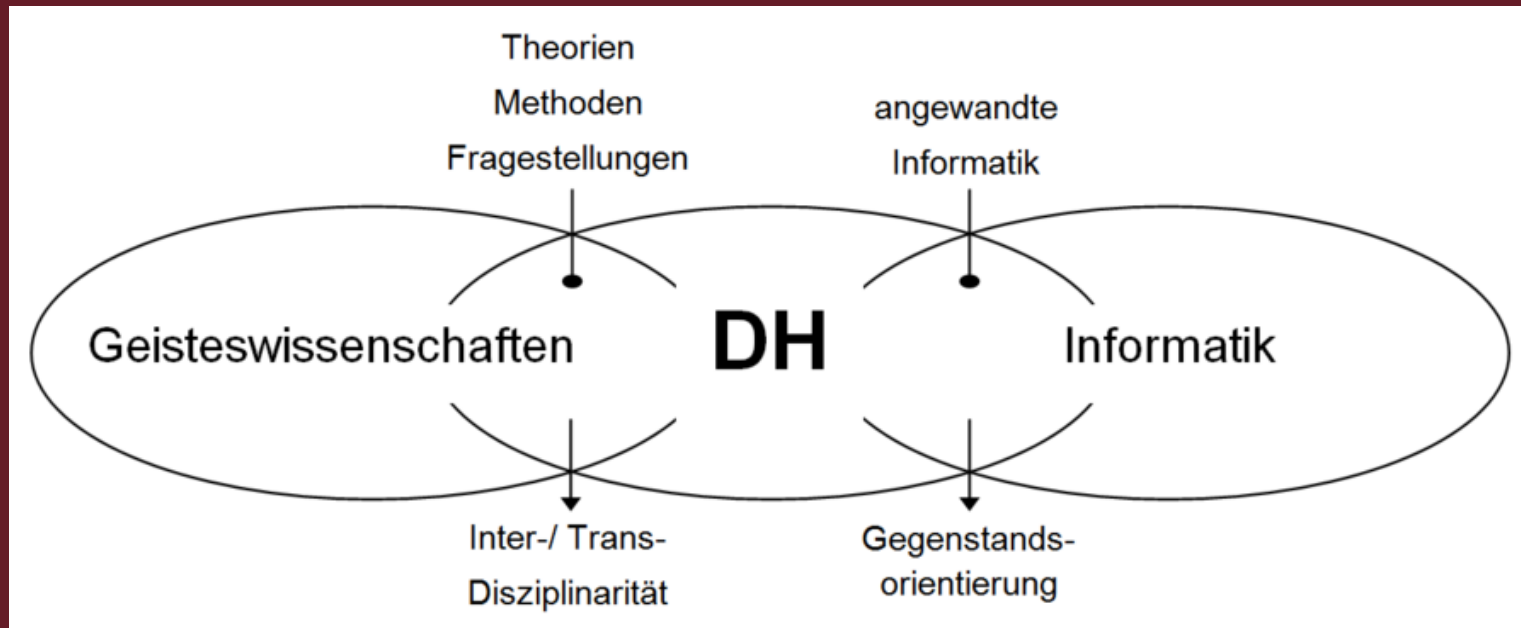 Theorien
Methoden
Fragestellungen
angewandte
Informatik
Geisteswissenschaften
DH
Informatik
Inter-/ Trans-
Disziplinarität
Gegenstands-
orientierung